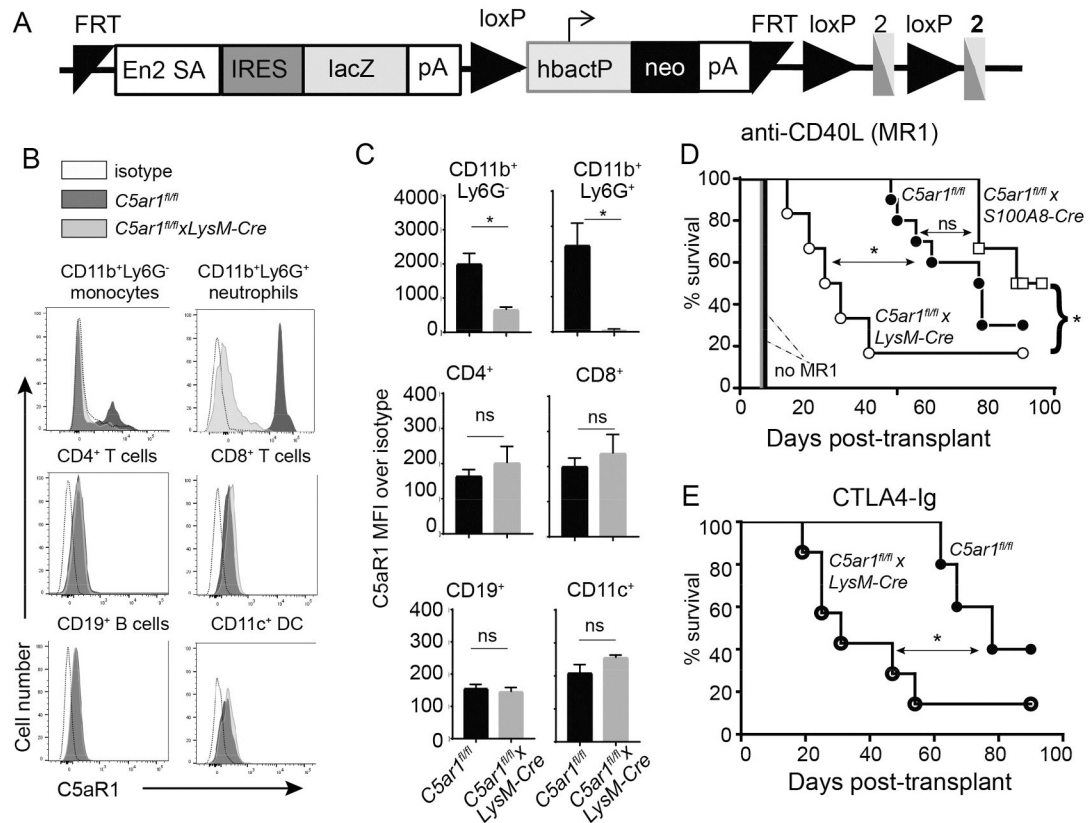 A
FRT
loxP
FRT
loxP
2
loxP
2
En2 SA
IRES
lacZ
pA
hbactP
neo
pA
B
isotype
C5ar1fl/fl
C5ar1fl/flxLysM-Cre
CD11b+Ly6G-
monocytes
CD11b+Ly6G+
neutrophils
CD4+ T cells
CD8+ T cells
CD19+ B cells
CD11c+ DC
Cell number
C5aR1
C
CD11b+
Ly6G-
CD11b+
Ly6G+
4000
3000
2000
1000
0
*
*
CD4+
CD8+
400
300
200
100
0
ns
ns
CD19+
CD11c+
400
300
200
100
0
ns
ns
C5aR1 MFI over isotype
C5ar1fl/fl
C5ar1fl/fl x
LysM-Cre
C5ar1fl/fl
C5ar1fl/fl x
LysM-Cre
D
anti-CD40L (MR1)
% survival
100
80
60
40
20
0
20
40
60
80
100
C5ar1fl/fl
C5ar1fl/fl x
S100A8-Cre
ns
*
C5ar1fl/fl x
LysM-Cre
*
no MR1
Days post-transplant
E
CTLA4-Ig
% survival
100
80
60
40
20
0
20
40
60
80
100
C5ar1fl/fl x
LysM-Cre
C5ar1fl/fl
*
Days post-transplant